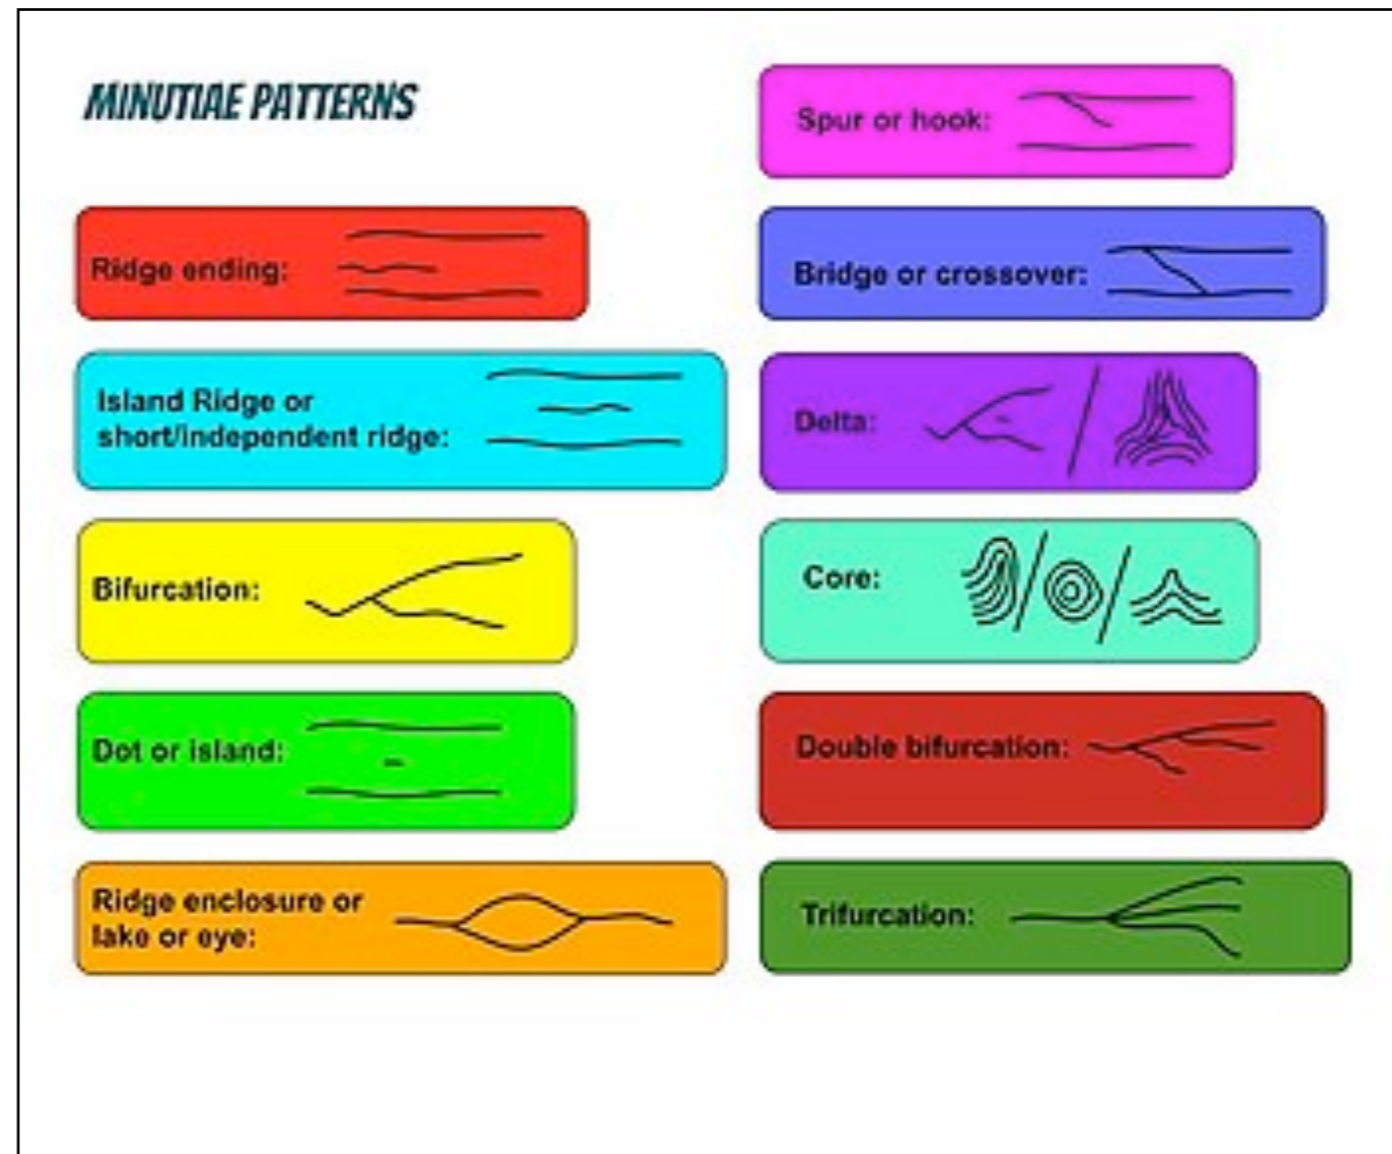 MINUTIAE PATTERNS
Ridge ending:
Island Ridge or
short/independent ridge:
Bifurcation:
Dot or island:
Ridge enclosure or
lake or eye:
Spur or hook:
Bridge or crossover:
Delta:
Core:
Double bifurcation:
Trifurcation: